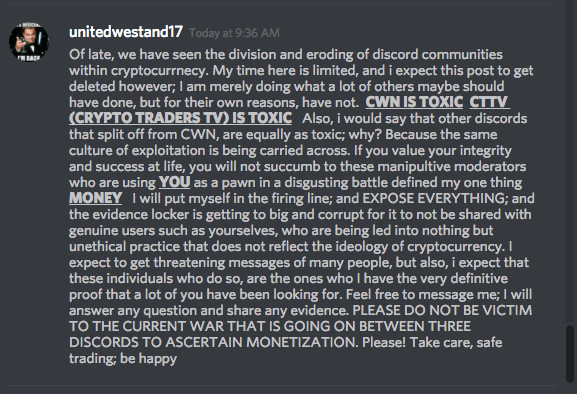 unitedwestand17 Today at 9:36 AM
Of late, we have seen the division and eroding of discord communities
within cryptocurrnecy. My time here is limited, and i expect this post to get
deleted however; I am merely doing what a lot of others maybe should
have done, but for their own reasons, have not. CWN IS TOXIC CTTV
(CRYPTO TRADERS TV) IS TOXIC Also, i would say that other discords
that split off from CWN, are equally as toxic; why? Because the same
culture of exploitation is being carried across. If you value your integrity
and success at life, you will not succumb to these manipultive moderators
who are using YOU as a pawn in a disgusting battle defined my one thing
MONEY I will put myself in the firing line; and EXPOSE EVERYTHING; and
the evidence locker is getting to big and corrupt for it to not be shared with
genuine users such as yourselves, who are being led into nothing but
unethical practice that does not reflect the ideology of cryptocurrency. I
expect to get threatening messages of many people, but also, i expect that
these individuals who do so, are the ones who I have the very definitive
proof that a lot of you have been looking for. Feel free to message me; I will
answer any question and share any evidence. PLEASE DO NOT BE VICTIM
TO THE CURRENT WAR THAT IS GOING ON BETWEEN THREE
DISCORDS TO ASCERTAIN MONETIZATION. Please! Take care, safe
trading; be happy